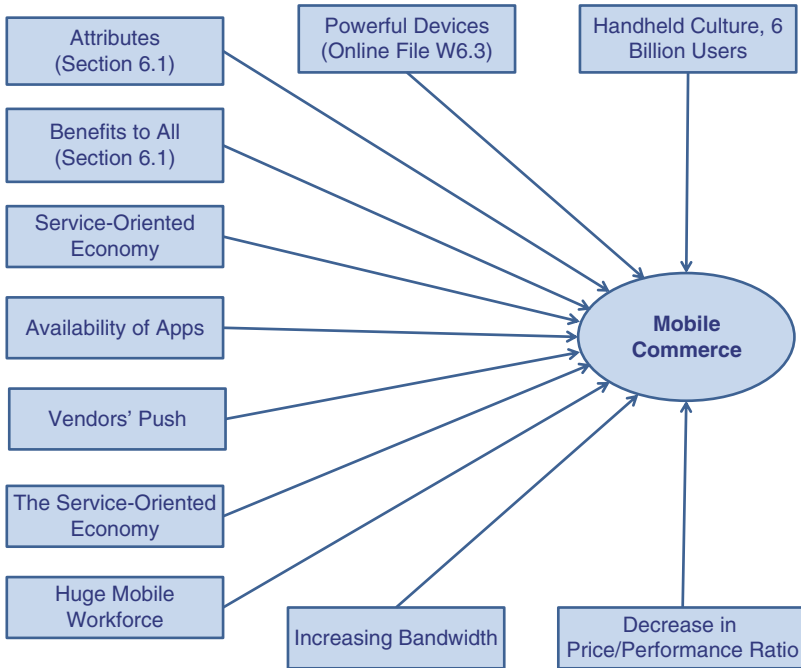 Attributes
(Section 6.1)
Powerful Devices
(Online File W6.3)
Handheld Culture, 6
Billion Users
Benefits to All
(Section 6.1)
Service-Oriented
Economy
Availability of Apps
Mobile
Commerce
Vendors’ Push
The Service-Oriented
Economy
Huge Mobile
Workforce
Increasing Bandwidth
Decrease in
Price/Performance Ratio